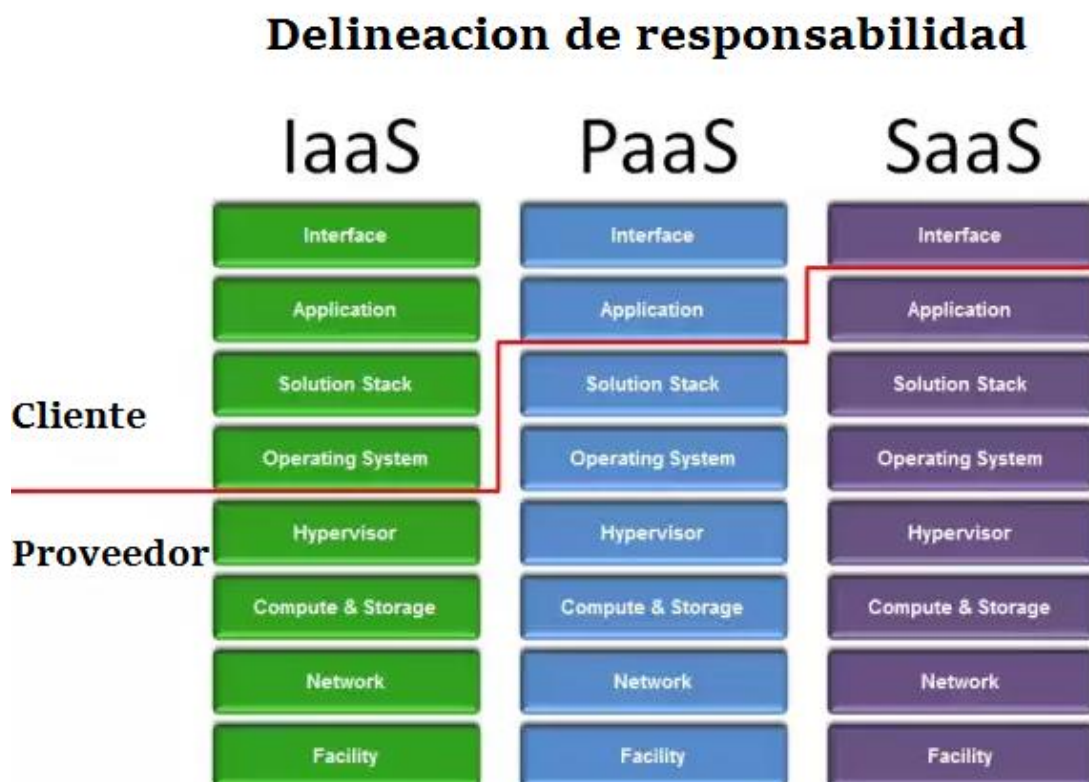 Delineacion de responsabilidad
IaaS PaaS SaaS
Interface Interface Interface
Application Application Application
Solution Stack Solution Stack Solution Stack
Cliente
Operating System Operating System Operating System
Hypervisor Hypervisor Hypervisor
Proveedor
Compute & Storage Compute & Storage Compute & Storage
Network Network Network
Facility Facility Facility